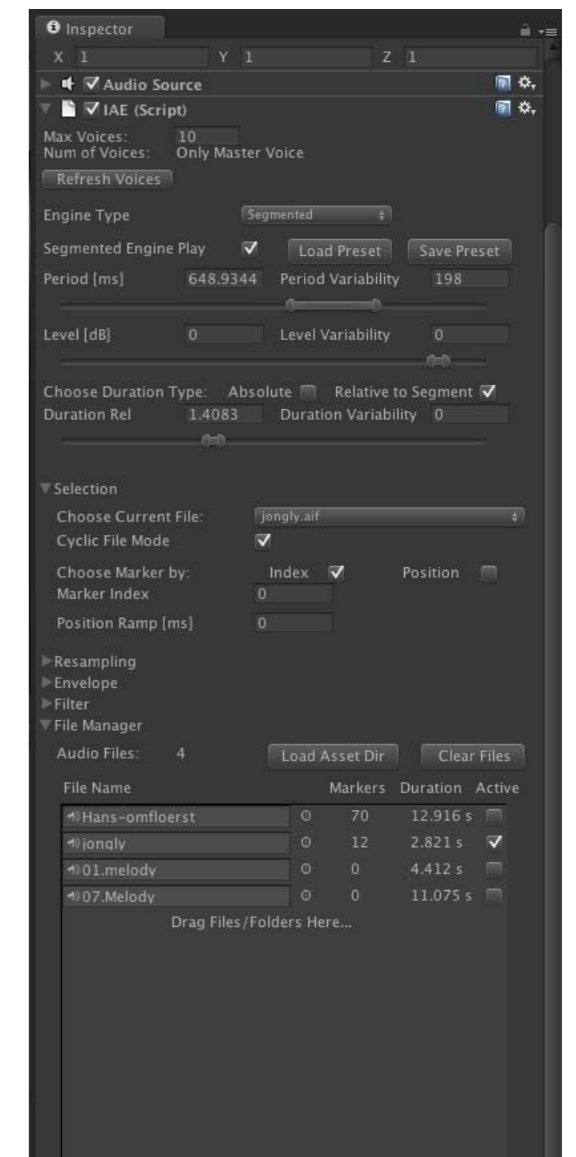 Inspector
X 1 Y 1 Z 1
Audio Source
IAE (Script)
Max Voices: 10
Num of Voices: Only Master Voice
Refresh Voices
Engine Type Segmented
Segmented Engine Play Load Preset Save Preset
Period [ms] 648.9344 Period Variability 198
Level [dB] 0 Level Variability 0
Choose Duration Type: Absolute Relative to Segment
Duration Rel 1.4083 Duration Variability 0
Selection
Choose Current File: jongly.aif
Cyclic File Mode
Choose Marker by: Index Position
Marker Index 0
Position Ramp [ms] 0
Resampling
Envelope
Filter
File Manager
Audio Files: 4 Load Asset Dir Clear Files
File Name Markers Duration Active
Hans-omfloerst 70 12.916 s
jongly 12 2.821 s
01.melody 0 4.412 s
07.Melody 0 11.075 s
Drag Files/Folders Here...